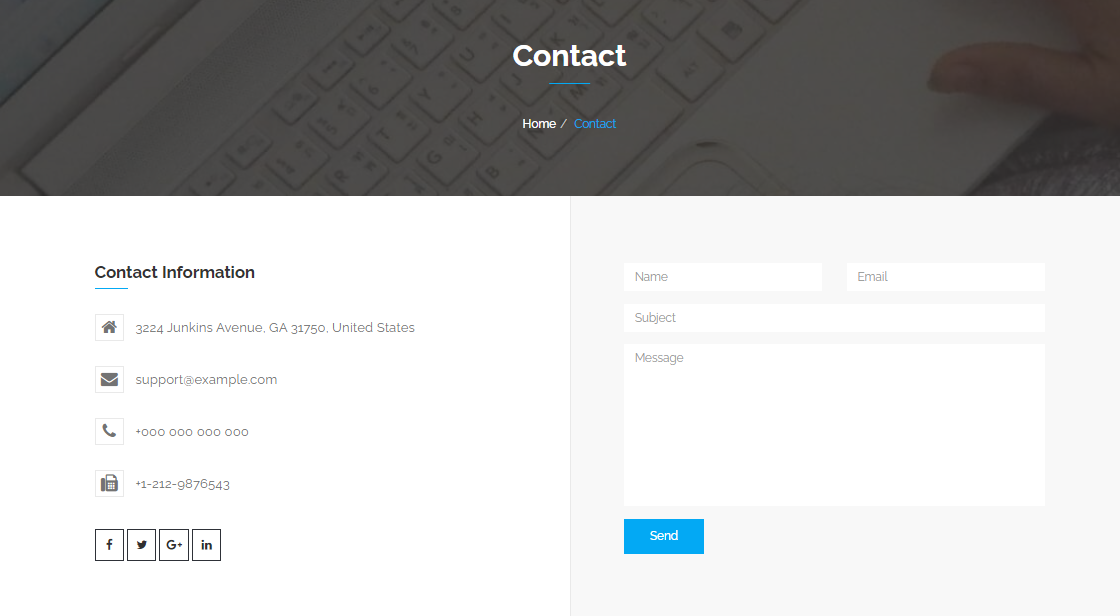 Contact
Home / Contact
Contact Information
3224 Junkins Avenue, GA 31750, United States
support@example.com
+000 000 000 000
+1-212-9876543
Name
Email
Subject
Message
Send